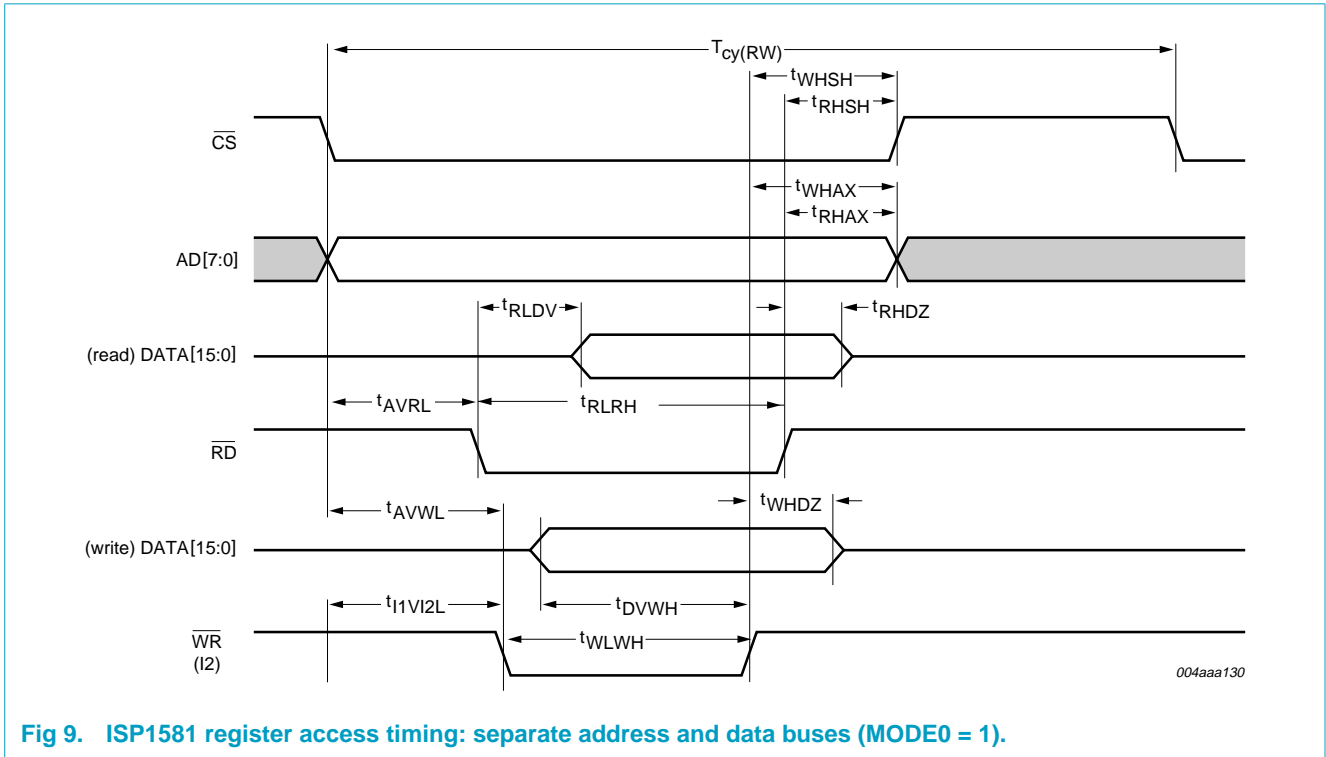 Tcy(RW)
tWHSH
tRHSH
CS
tWHAX
tRHAX
AD[7:0]
tRLDV
tRHDZ
(read) DATA[15:0]
tAVRL
tRLRH
RD
tWHDZ
tAVWL
(write) DATA[15:0]
tI1VI2L
tDVWH
WR
tWLWH
(I2)
004aaa130
Fig 9. ISP1581 register access timing: separate address and data buses (MODE0 = 1).